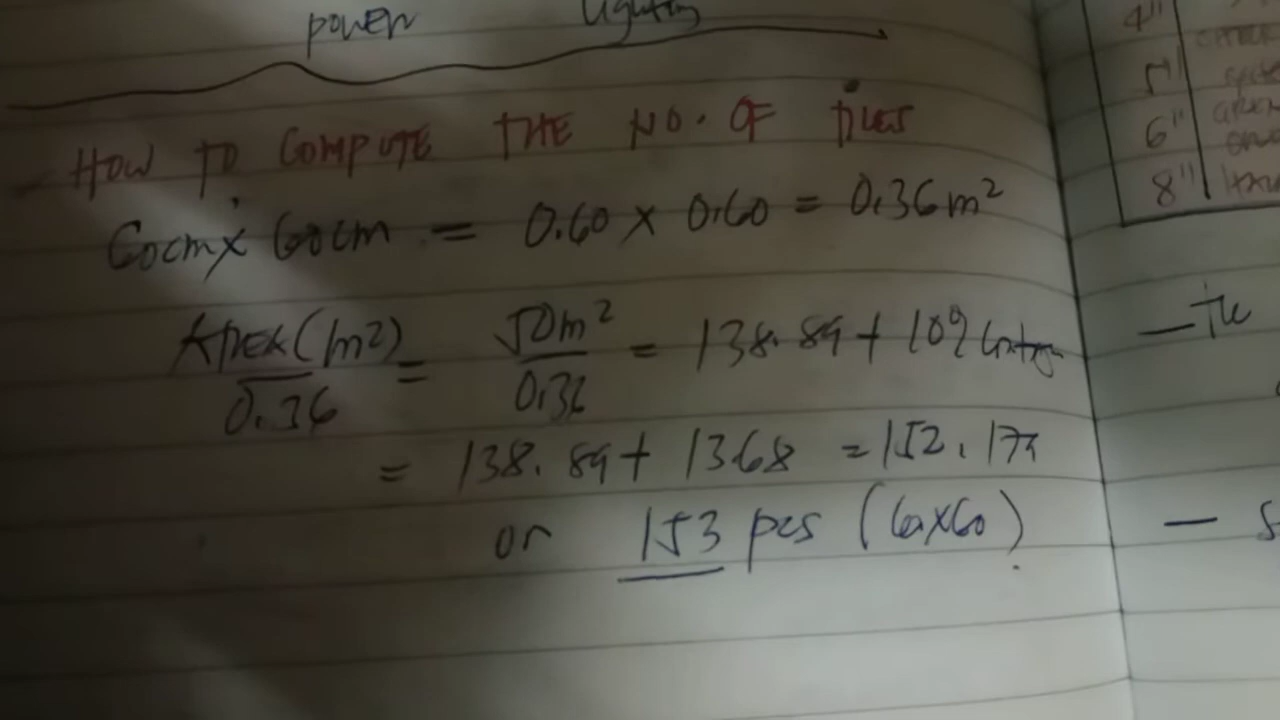 power lighting
HOW TO COMPUTE THE NO. OF TILES
60cm x 60cm = 0.60 x 0.60 = 0.36m²
AREA (m2) / 0.36 = 50m² / 0.36 = 138.89 + 10%
= 138.89 + 13.68 = 152.17
or 153 pcs (60x60)
4"
5"
6"
8"